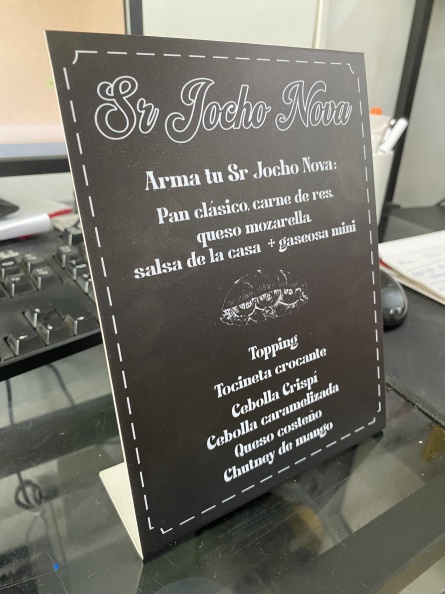 Sr Jocho Nova
Arma tu Sr Jocho Nova:
Pan clásico, carne de res,
queso mozarella
salsa de la casa + gaseosa mini
Topping
Tocineta crocante
Cebolla Crispí
Cebolla caramelizada
Queso costeño
Chutney de mango